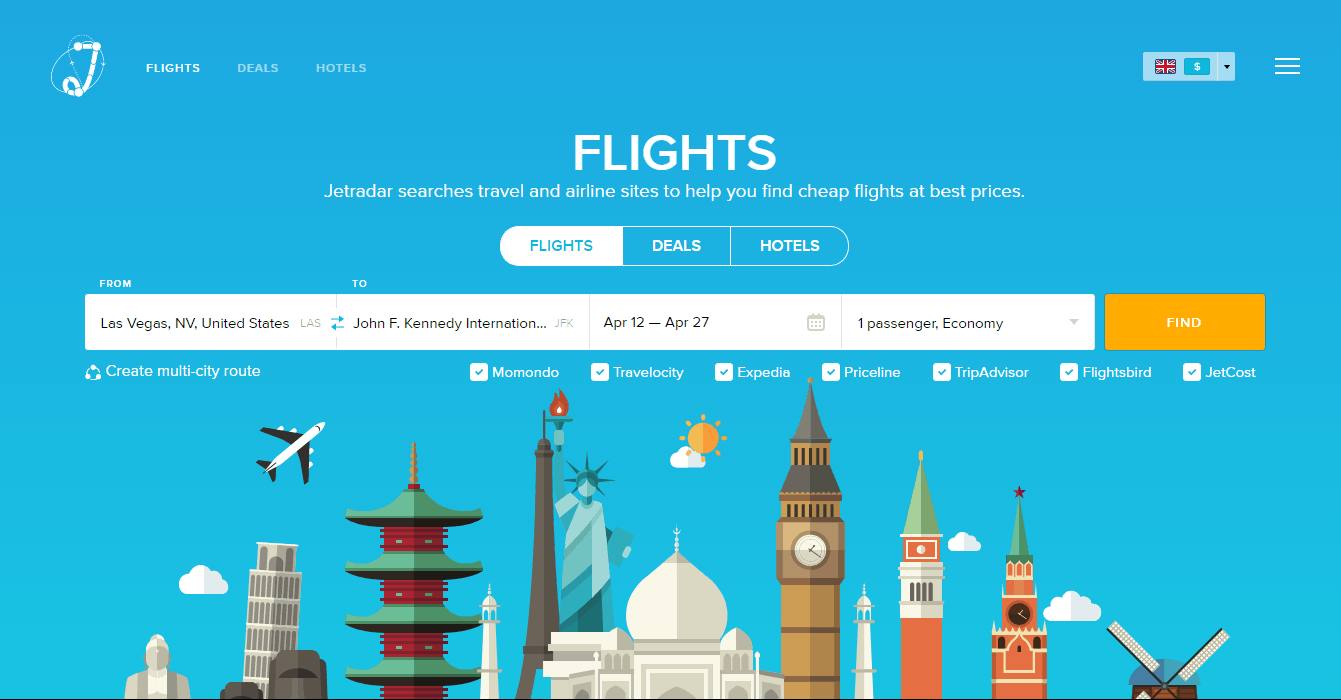 FLIGHTS DEALS HOTELS
$
FLIGHTS
Jetradar searches travel and airline sites to help you find cheap flights at best prices.
FLIGHTS DEALS HOTELS
FROM TO
Las Vegas, NV, United States LAS John F. Kennedy Internation... JFK Apr 12 — Apr 27 1 passenger, Economy FIND
Create multi-city route Momondo Travelocity Expedia Priceline TripAdvisor Flightsbird JetCost